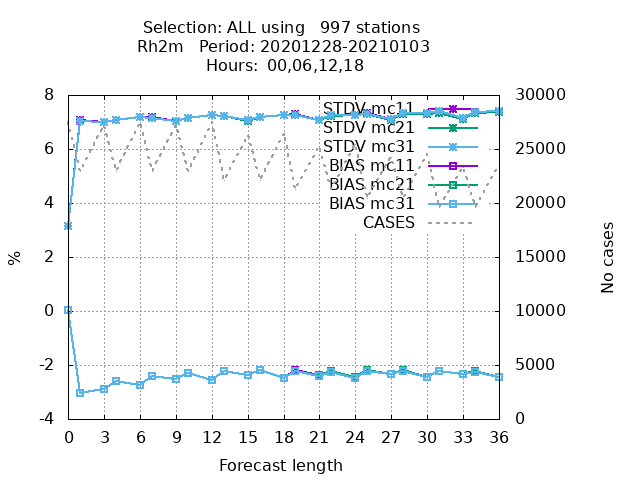 Selection: ALL using   997 stations
Rh2m   Period: 20201228-20210103
Hours:  00,06,12,18
8
6
4
2
0
-2
-4
%
30000
25000
20000
15000
10000
5000
0
No cases
STDV mc11
STDV mc21
STDV mc31
BIAS mc11
BIAS mc21
BIAS mc31
CASES
0 3 6 9 12 15 18 21 24 27 30 33 36
Forecast length